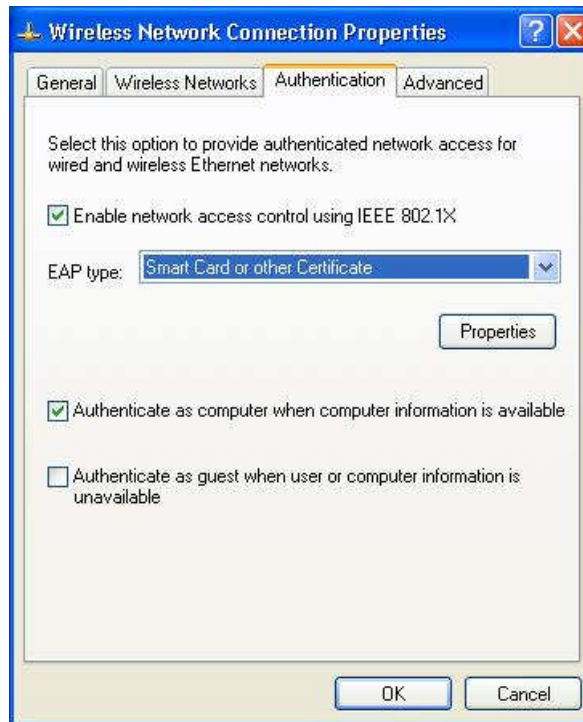 Wireless Network Connection Properties
General Wireless Networks Authentication Advanced
Select this option to provide authenticated network access for
wired and wireless Ethernet networks.
Enable network access control using IEEE 802.1X
EAP type: Smart Card or other Certificate
Properties
Authenticate as computer when computer information is available
Authenticate as guest when user or computer information is
unavailable
OK Cancel